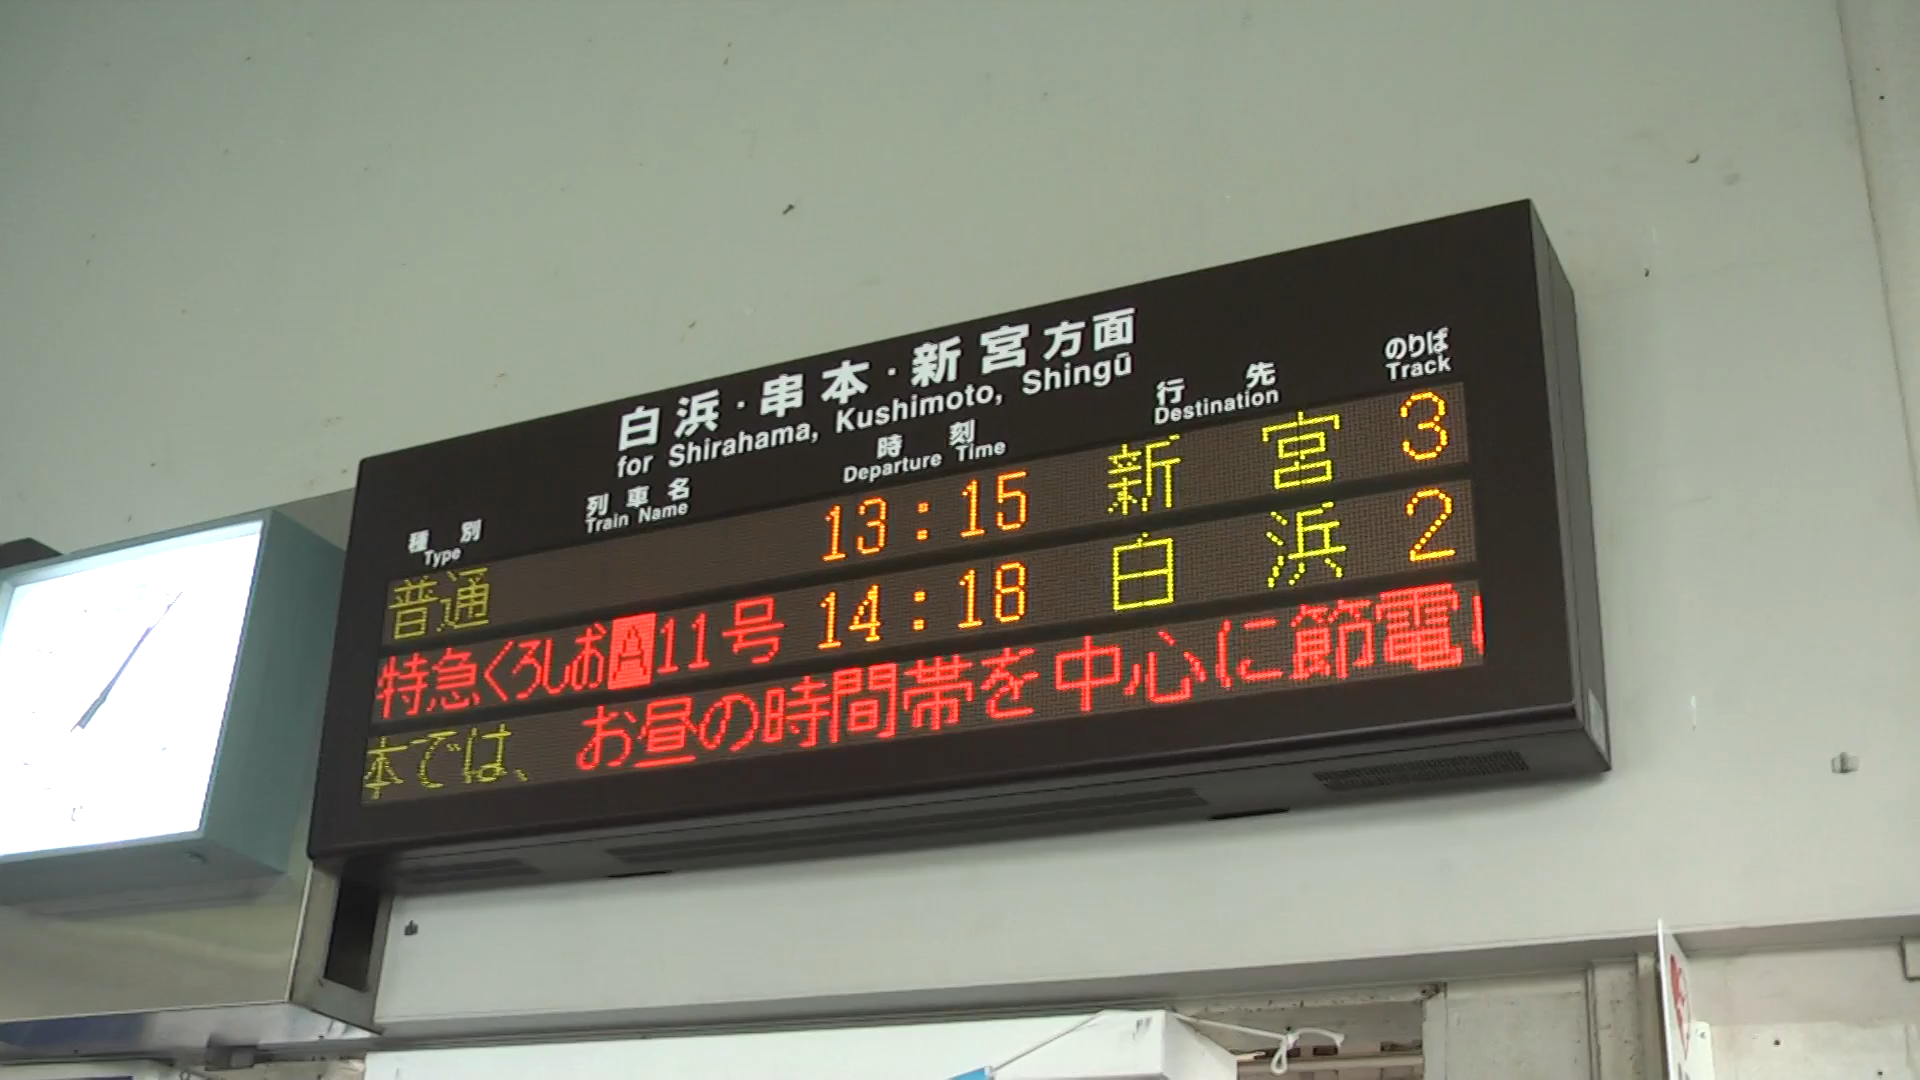 白浜・串本・新宮方面
for Shirahama, Kushimoto, Shingū
種別 列車名 時刻 行先 のりば
Type Train Name Departure Time Destination Track
普通 13:15 新宮 3
特急くろしお11号 14:18 白浜 2
本では、お昼の時間帯を中心に節電